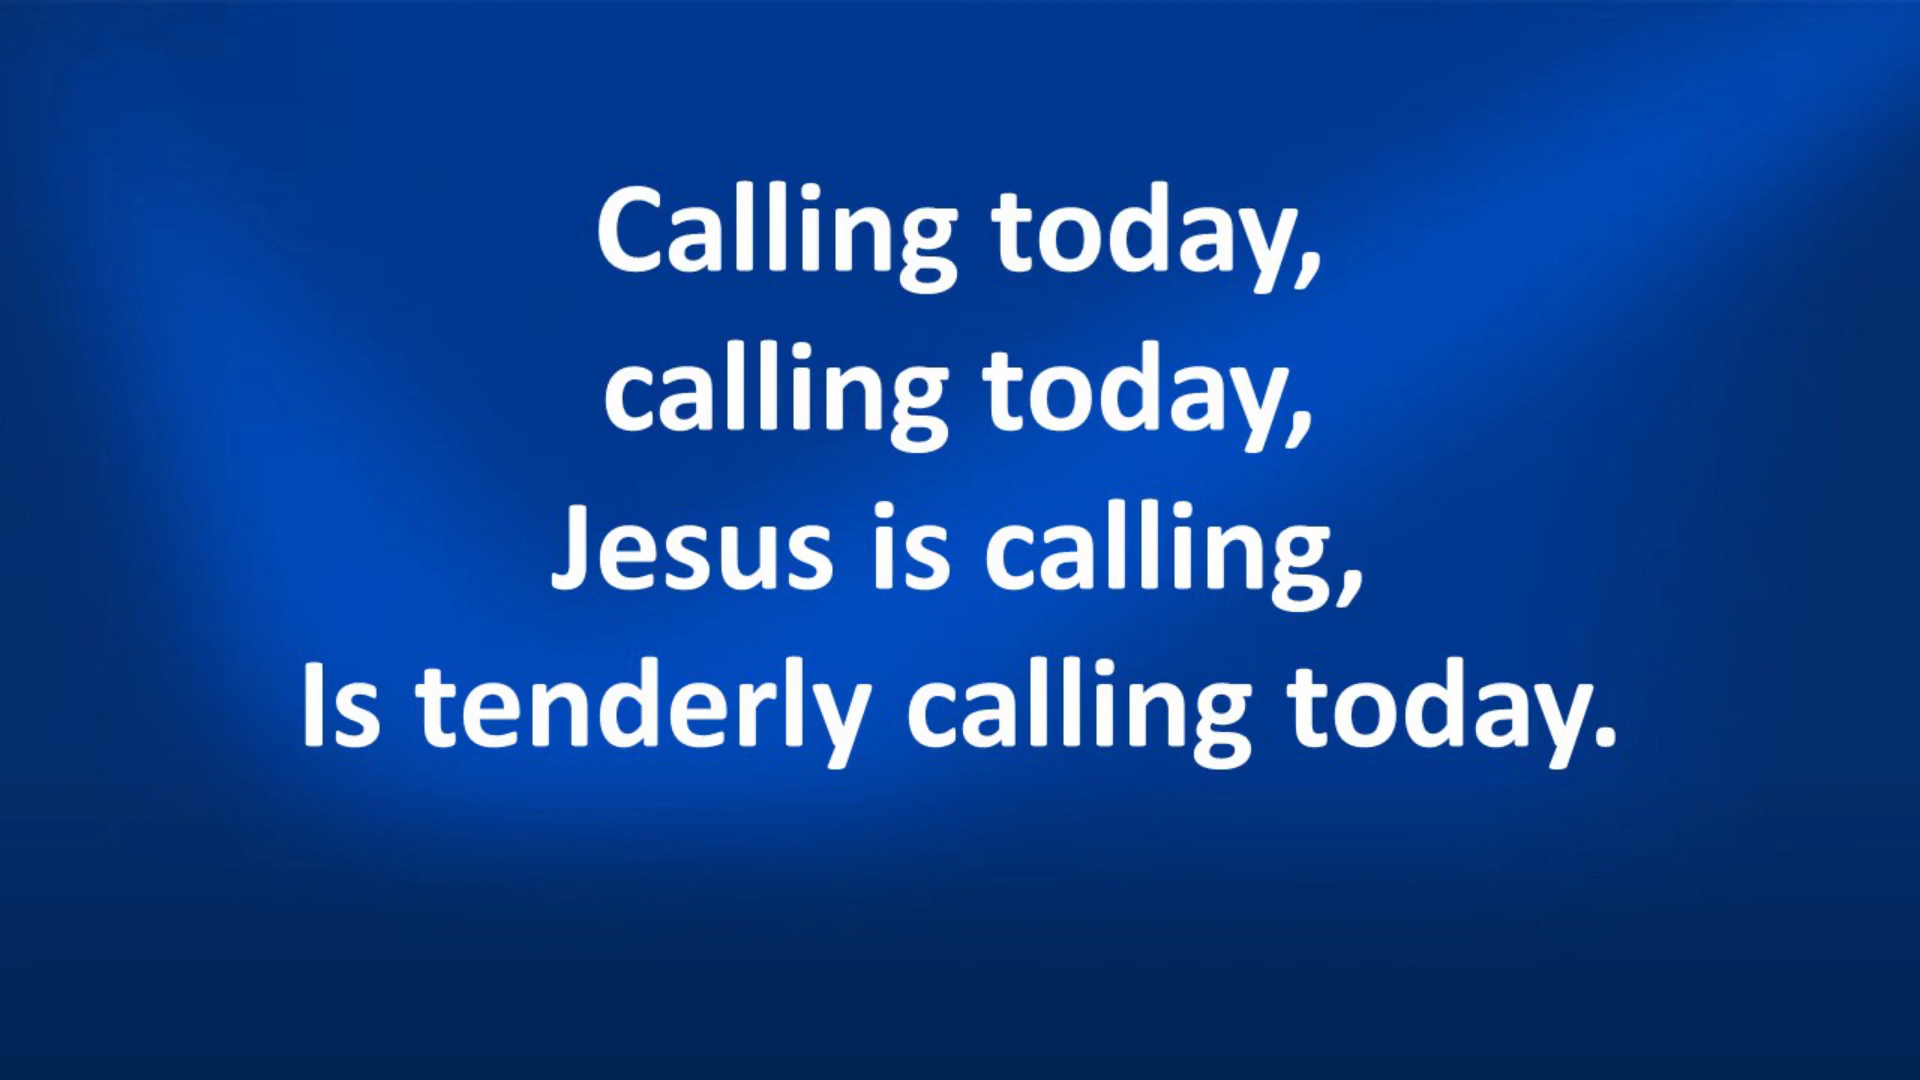 Calling today,
calling today,
Jesus is calling,
Is tenderly calling today.